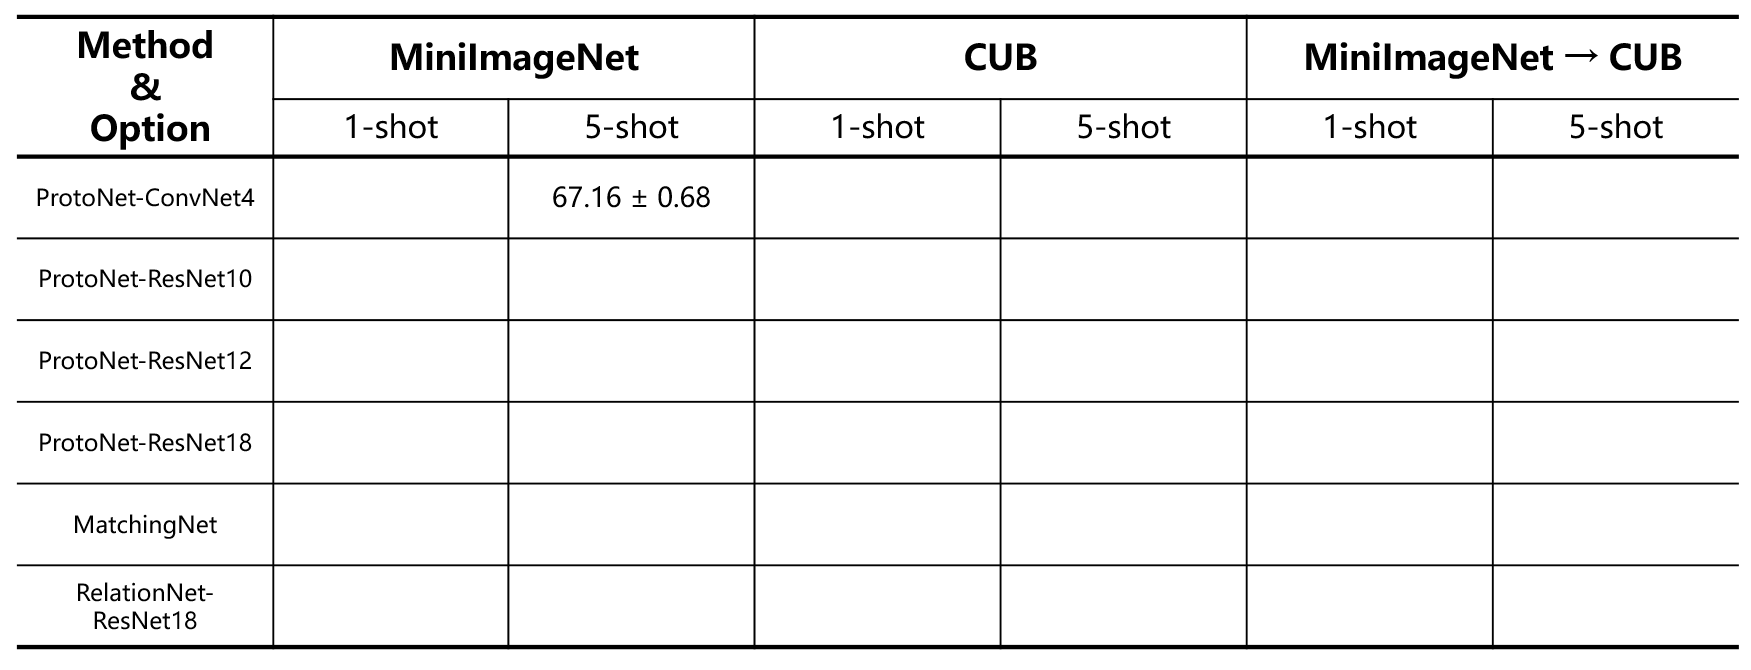 Method
&
Option
MiniImageNet
CUB
MiniImageNet → CUB
1-shot
5-shot
1-shot
5-shot
1-shot
5-shot
ProtoNet-ConvNet4
67.16 ± 0.68
ProtoNet-ResNet10
ProtoNet-ResNet12
ProtoNet-ResNet18
MatchingNet
RelationNet-
ResNet18